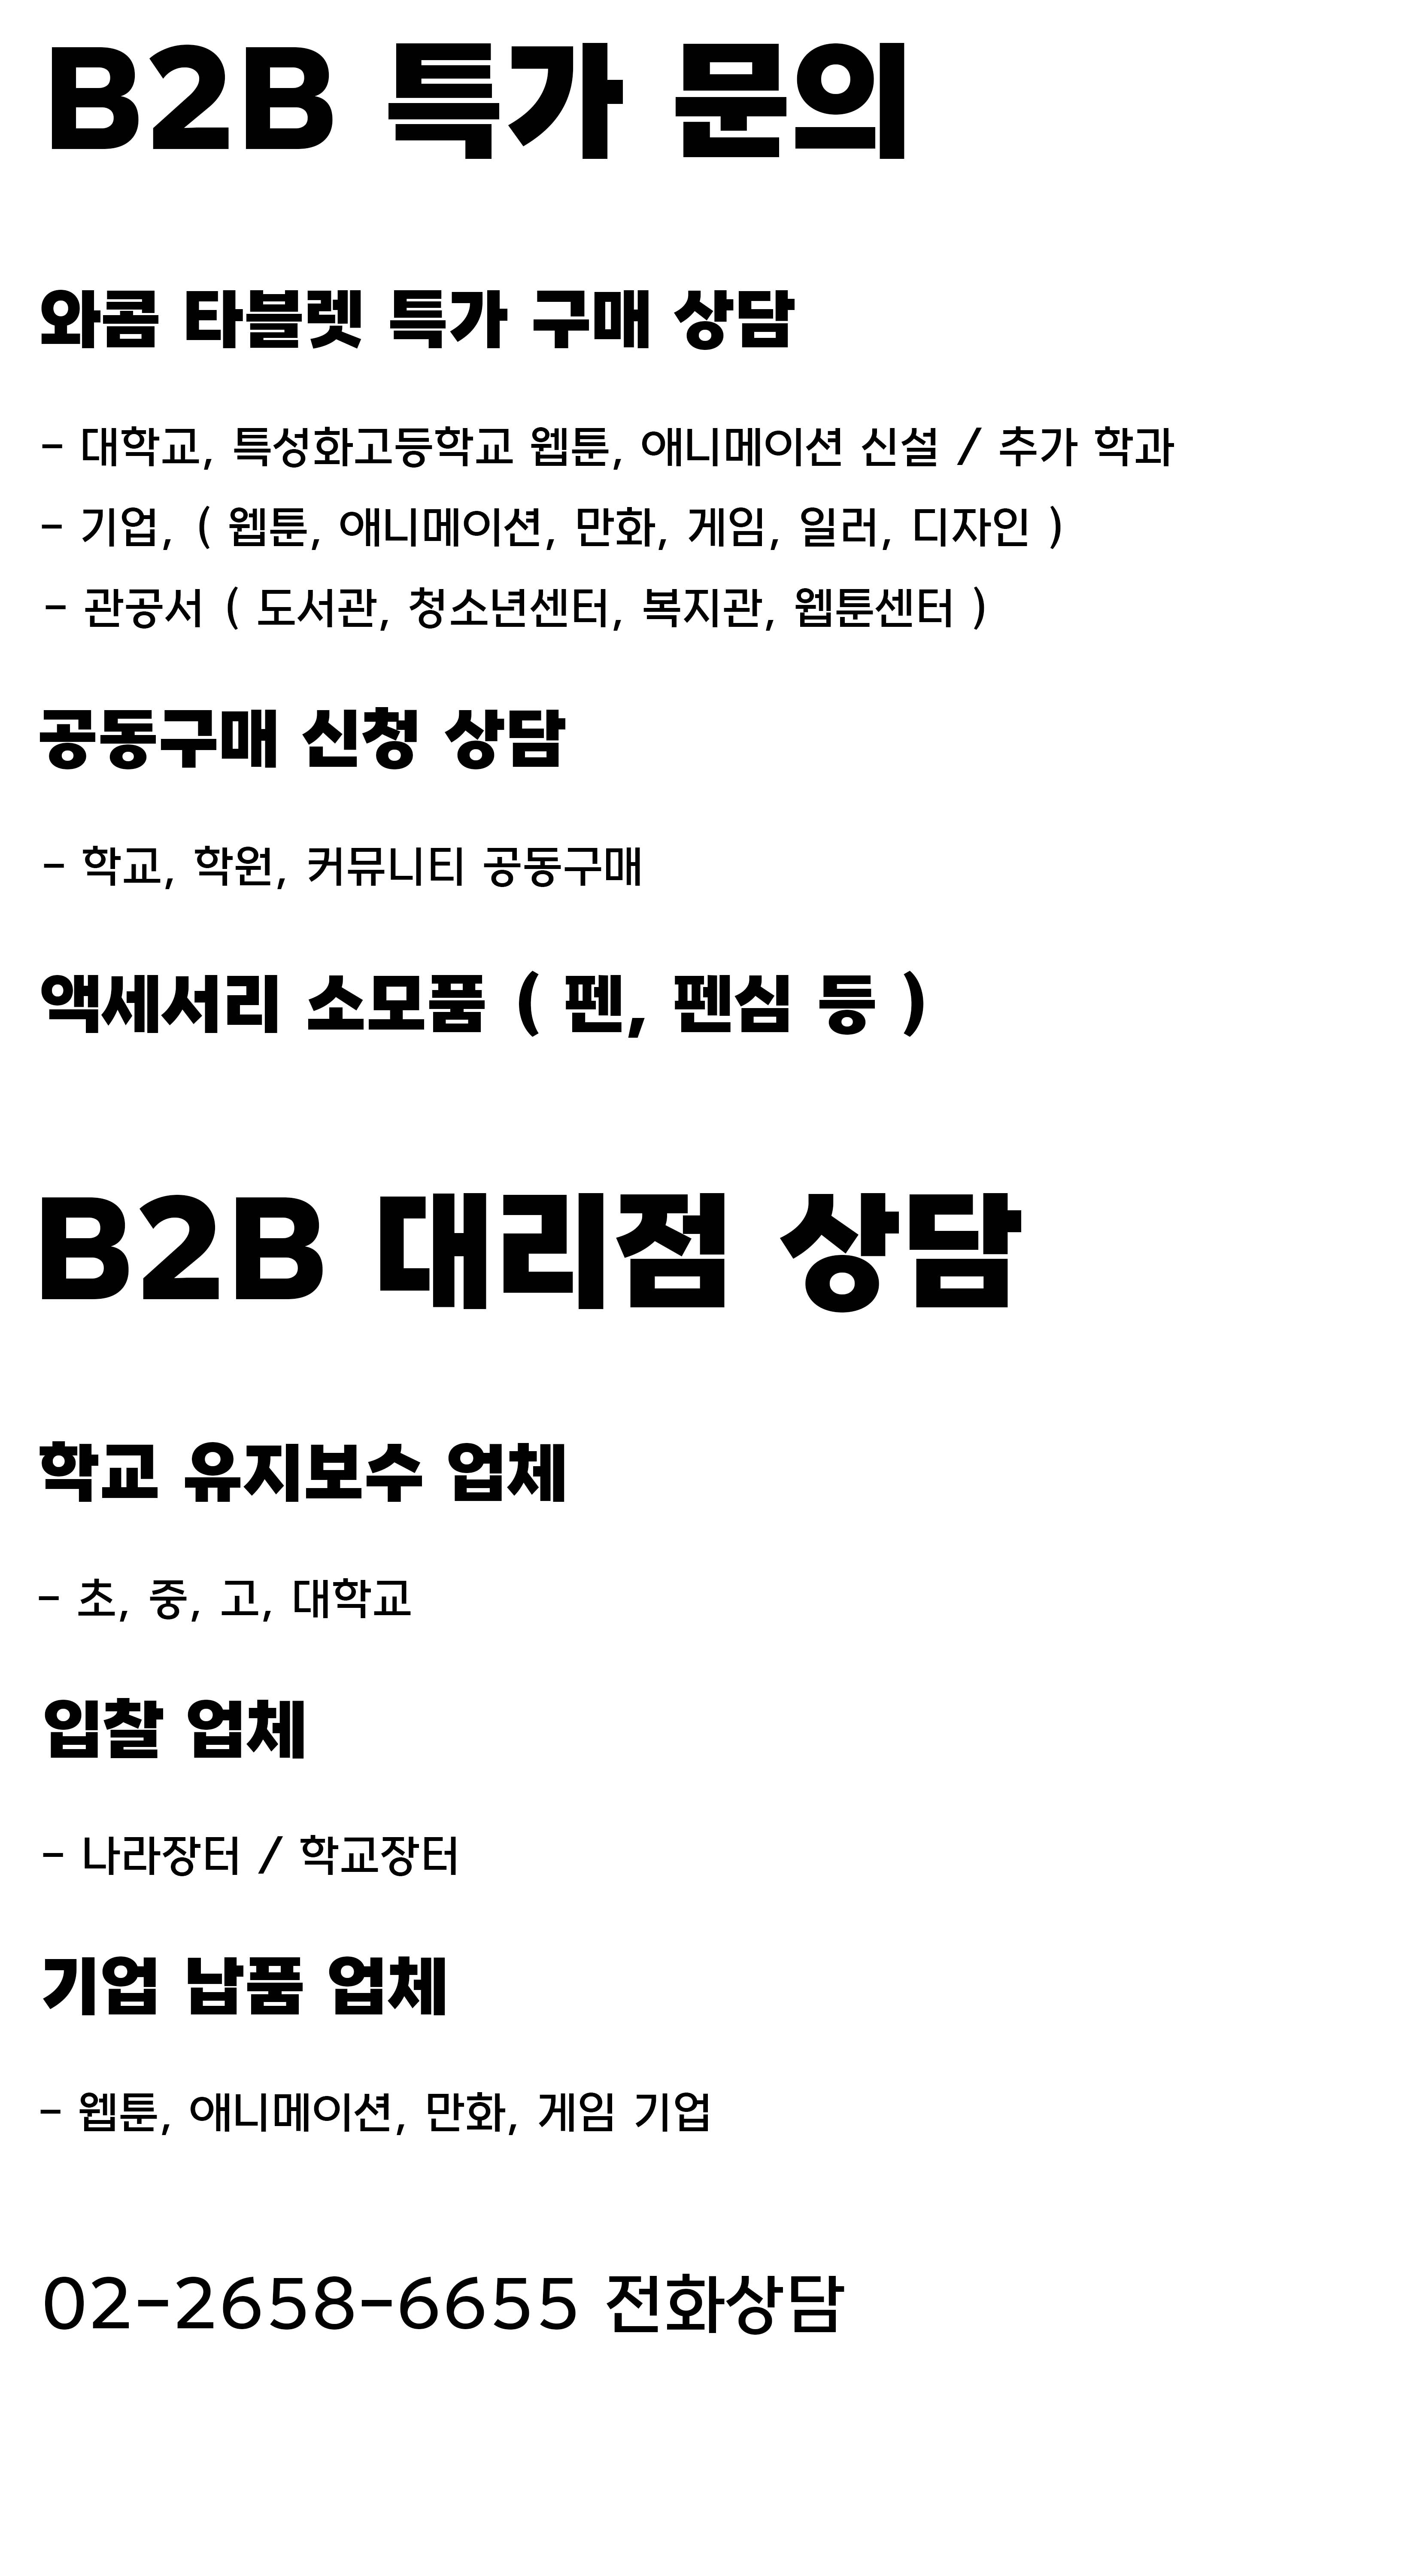 B2B 특가 문의
와콤 타블렛 특가 구매 상담
- 대학교, 특성화고등학교 웹툰, 애니메이션 신설 / 추가 학과
- 기업, ( 웹툰, 애니메이션, 만화, 게임, 일러, 디자인 )
- 관공서 ( 도서관, 청소년센터, 복지관, 웹툰센터 )
공동구매 신청 상담
- 학교, 학원, 커뮤니티 공동구매
액세서리 소모품 ( 펜, 펜심 등 )
B2B 대리점 상담
학교 유지보수 업체
- 초, 중, 고, 대학교
입찰 업체
- 나라장터 / 학교장터
기업 납품 업체
- 웹툰, 애니메이션, 만화, 게임 기업
02-2658-6655 전화상담